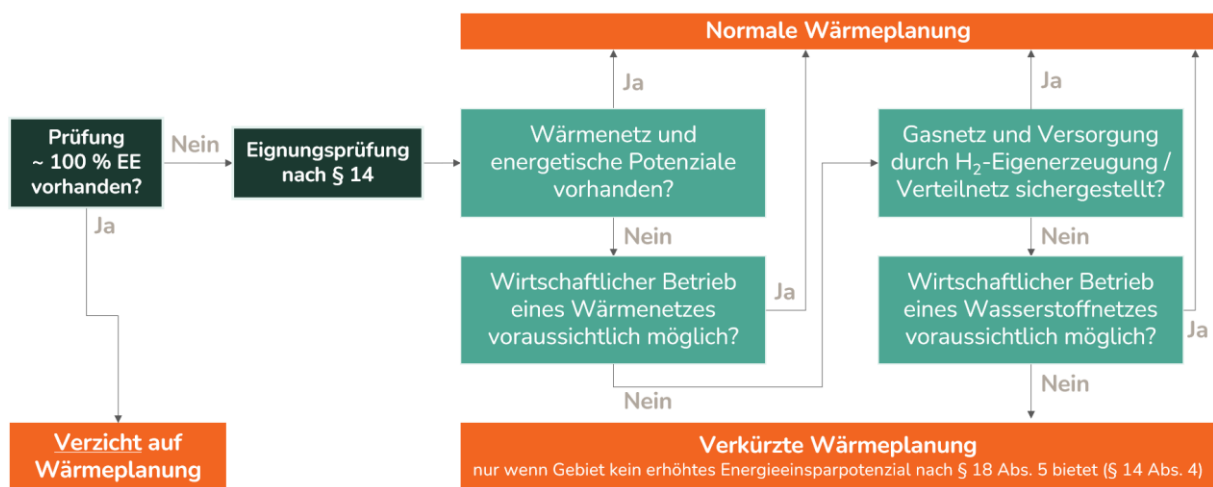 Normale Wärmeplanung
Ja
Ja
Prüfung
~ 100 % EE
vorhanden?
Nein
Eignungsprüfung
nach § 14
Wärmenetz und
energetische Potenziale
vorhanden?
Gasnetz und Versorgung
durch H₂-Eigenerzeugung /
Verteilnetz sichergestellt?
Ja
Nein
Nein
Wirtschaftlicher Betrieb
eines Wärmenetzes
voraussichtlich möglich?
Ja
Wirtschaftlicher Betrieb
eines Wasserstoffnetzes
voraussichtlich möglich?
Ja
Nein
Nein
Verzicht auf
Wärmeplanung
Verkürzte Wärmeplanung
nur wenn Gebiet kein erhöhtes Energieeinsparpotenzial nach § 18 Abs. 5 bietet (§ 14 Abs. 4)